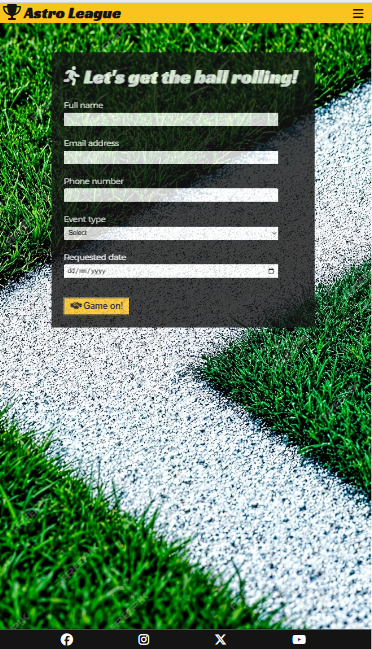 Astro League
Let's get the ball rolling!
Full name
Email address
Phone number
Event type
Select
Requested date
dd/mm/yyyy
Game on!